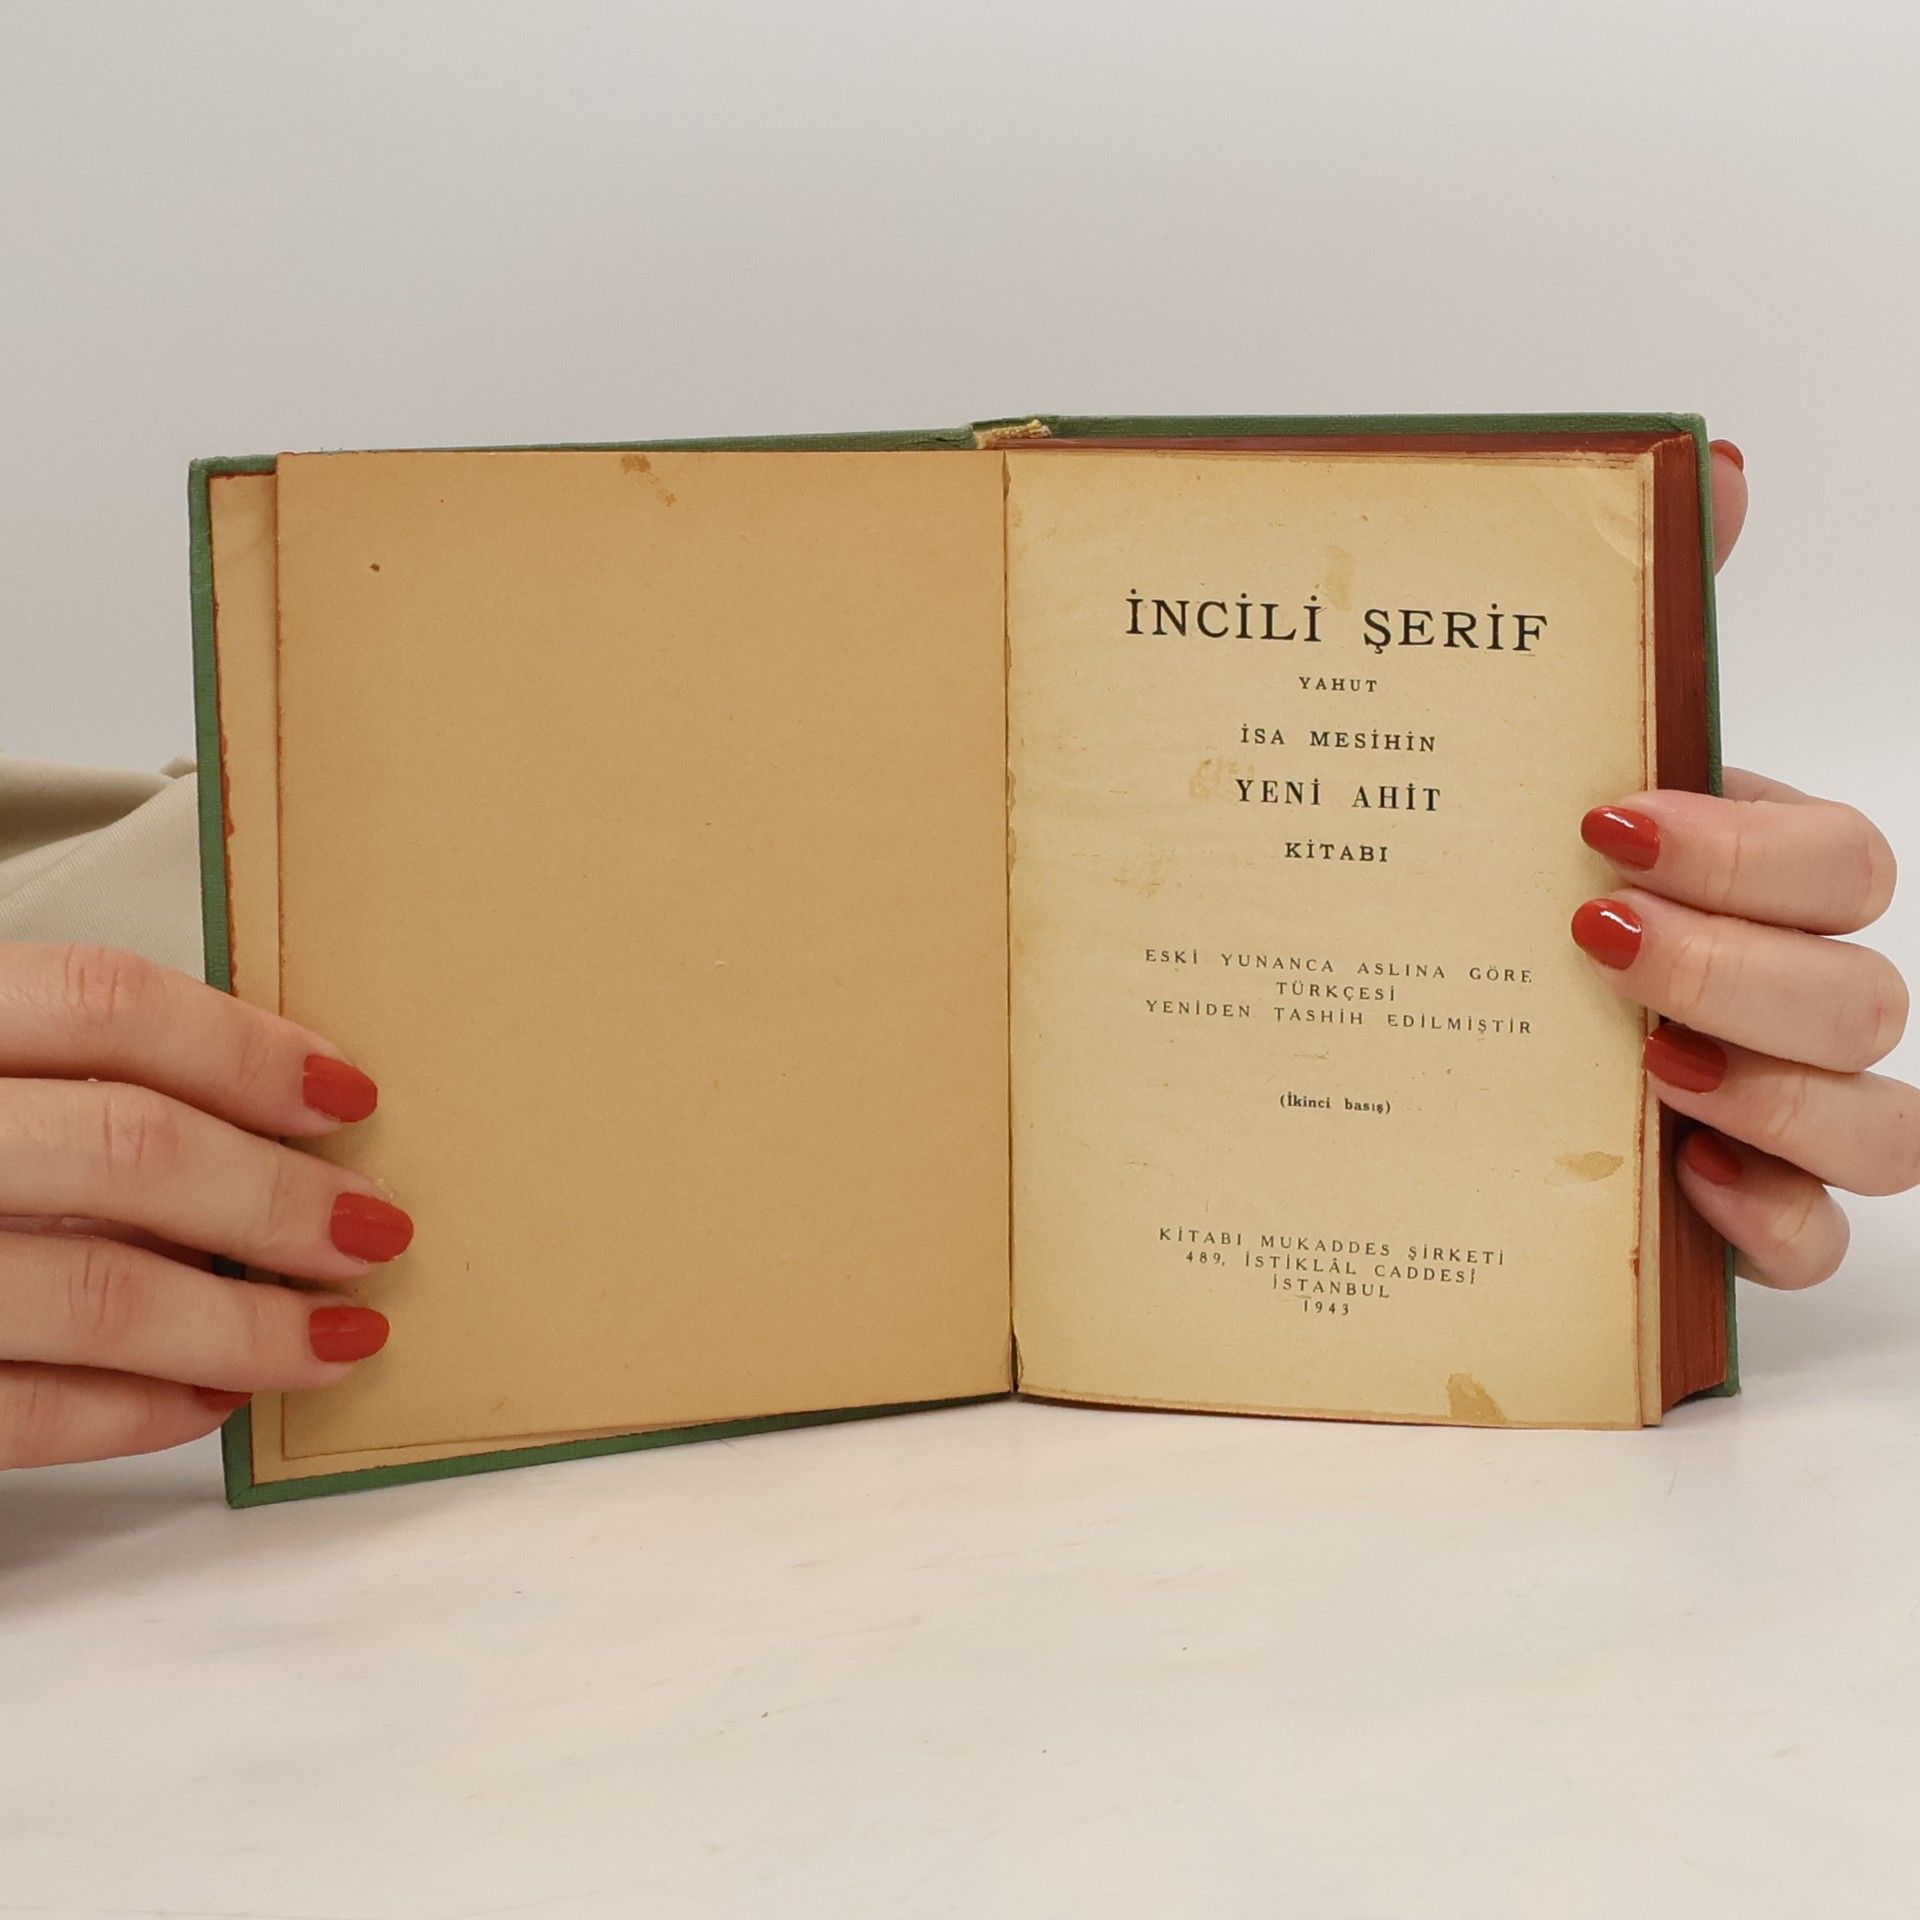 İNCİLİ ŞERİF
YAHUT
İSA MESİHİN
YENİ AHİT
KİTABI
ESKİ YUNANCA ASLINA GÖRE
TÜRKÇESİ
YENİDEN TASHİH EDİLMİŞTİR
(İkinci basış)
KİTABI MUKADDES ŞİRKETİ
489, İSTİKLÂL CADDESİ
İSTANBUL
1943